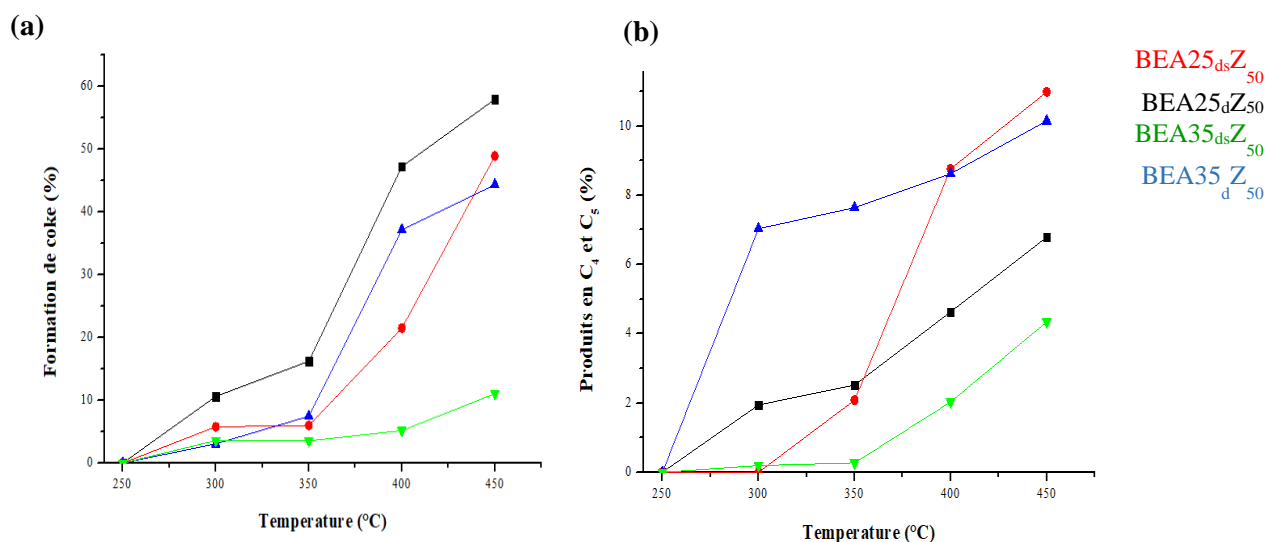 (a)
60
50
40
30
20
10
0
Formation de coke (%)
250 300 350 400 450
Temperature (°C)
(b)
10
8
6
4
2
0
Produits en C4 et C5 (%)
250 300 350 400 450
Temperature (°C)
BEA25dsZ50
BEA25dZ50
BEA35dsZ50
BEA35dZ50